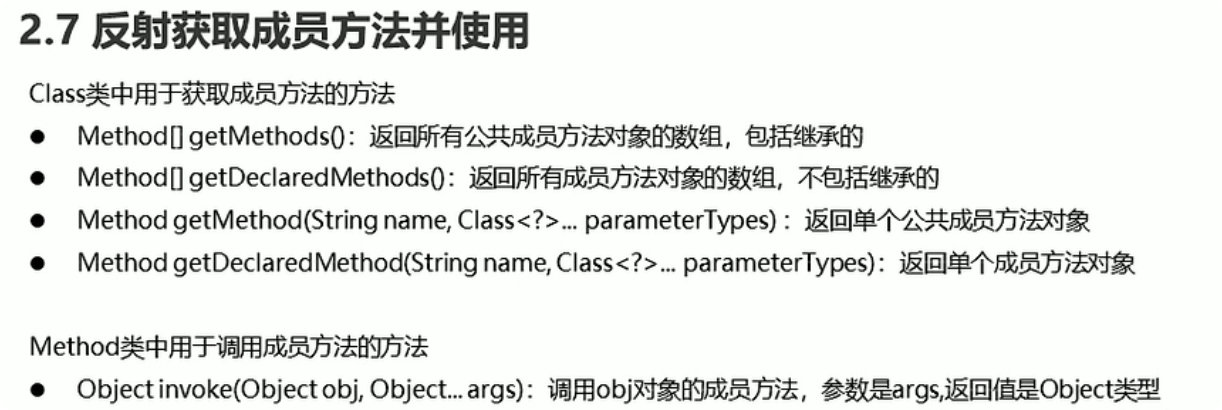 2.7 反射获取成员方法并使用
Class类中用于获取成员方法的方法
● Method[] getMethods()：返回所有公共成员方法对象的数组，包括继承的
● Method[] getDeclaredMethods()：返回所有成员方法对象的数组，不包括继承的
● Method getMethod(String name, Class<?>... parameterTypes) ：返回单个公共成员方法对象
● Method getDeclaredMethod(String name, Class<?>... parameterTypes)：返回单个成员方法对象
Method类中用于调用成员方法的方法
● Object invoke(Object obj, Object... args)：调用obj对象的成员方法，参数是args,返回值是Object类型